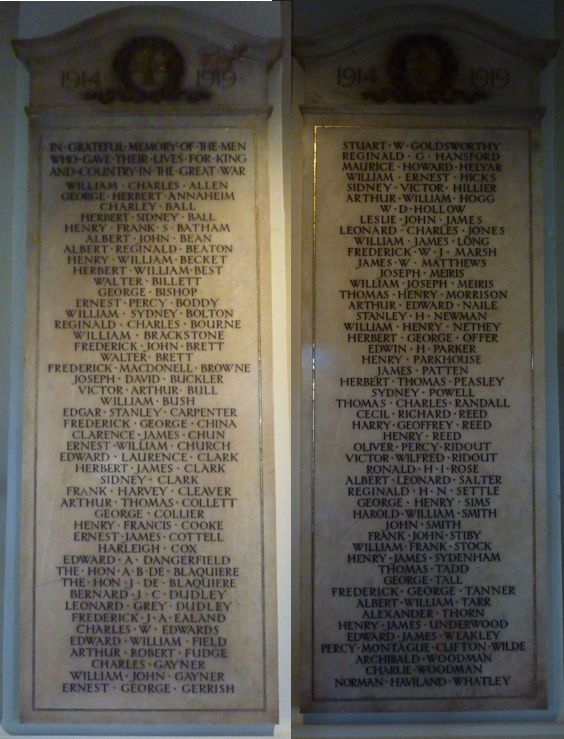 1914 1919
IN · GRATEFUL · MEMORY · OF · THE · MEN
WHO · GAVE · THEIR · LIVES · FOR · KING
AND · COUNTRY · IN · THE · GREAT · WAR
WILLIAM · CHARLES · ALLEN
GEORGE · HERBERT · ANNAHEIM
CHARLEY · BALL
HERBERT · SIDNEY · BALL
HENRY · FRANK · S · BATHAM
ALBERT · JOHN · BEAN
ALBERT · REGINALD · BEATON
HENRY · WILLIAM · BECKET
HERBERT · WILLIAM · BEST
WALTER · BILLETT
GEORGE · BISHOP
ERNEST · PERCY · BODDY
WILLIAM · SYDNEY · BOLTON
REGINALD · CHARLES · BOURNE
WILLIAM · BRACKSTONE
FREDERICK · JOHN · BRETT
WALTER · BRETT
FREDERICK · MACDONELL · BROWNE
JOSEPH · DAVID · BUCKLER
VICTOR · ARTHUR · BULL
WILLIAM · BUSH
EDGAR · STANLEY · CARPENTER
FREDERICK · GEORGE · CHINA
CLARENCE · JAMES · CHUN
ERNEST · WILLIAM · CHURCH
EDWARD · LAURENCE · CLARK
HERBERT · JAMES · CLARK
SIDNEY · CLARK
FRANK · HARVEY · CLEAVER
ARTHUR · THOMAS · COLLETT
GEORGE · COLLIER
HENRY · FRANCIS · COOKE
ERNEST · JAMES · COTTELL
HARLEIGH · COX
EDWARD · A · DANGERFIELD
THE · HON · A · B · DE · BLAQUIERE
THE · HON · J · DE · BLAQUIERE
BERNARD · J · C · DUDLEY
LEONARD · GREY · DUDLEY
FREDERICK · J · A · EALAND
CHARLES · W · EDWARDS
EDWARD · WILLIAM · FIELD
ARTHUR · ROBERT · FUDGE
CHARLES · GAYNER
WILLIAM · JOHN · GAYNER
ERNEST · GEORGE · GERRISH
1914 1919
STUART · W · GOLDSWORTHY
REGINALD · G · HANSFORD
MAURICE · HOWARD · HELYAR
WILLIAM · ERNEST · HICKS
SIDNEY · VICTOR · HILLIER
ARTHUR · WILLIAM · HOGG
W · D · HOLLOW
LESLIE · JOHN · JAMES
LEONARD · CHARLES · JONES
WILLIAM · JAMES · LONG
FREDERICK · W · J · MARSH
JAMES · W · MATTHEWS
JOSEPH · MEIRIS
WILLIAM · JOSEPH · MEIRIS
THOMAS · HENRY · MORRISON
ARTHUR · EDWARD · NAILE
STANLEY · H · NEWMAN
WILLIAM · HENRY · NETHEY
HERBERT · GEORGE · OFFER
EDWIN · H · PARKER
HENRY · PARKHOUSE
JAMES · PATTEN
HERBERT · THOMAS · PEASLEY
SYDNEY · POWELL
THOMAS · CHARLES · RANDALL
CECIL · RICHARD · REED
HARRY · GEOFFREY · REED
HENRY · REED
OLIVER · PERCY · RIDOUT
VICTOR · WILFRED · RIDOUT
RONALD · H · I · ROSE
ALBERT · LEONARD · SALTER
REGINALD · H · N · SETTLE
GEORGE · HENRY · SIMS
HAROLD · WILLIAM · SMITH
JOHN · SMITH
FRANK · JOHN · STIBY
WILLIAM · FRANK · STOCK
HENRY · JAMES · SYDENHAM
THOMAS · TADD
GEORGE · TALL
FREDERICK · GEORGE · TANNER
ALBERT · WILLIAM · TARR
ALEXANDER · THORN
HENRY · JAMES · UNDERWOOD
EDWARD · JAMES · WEAKLEY
PERCY · MONTAGUE · CLIFTON · WILDE
ARCHIBALD · WOODMAN
CHARLIE · WOODMAN
NORMAN · HAVILAND · WHATLEY